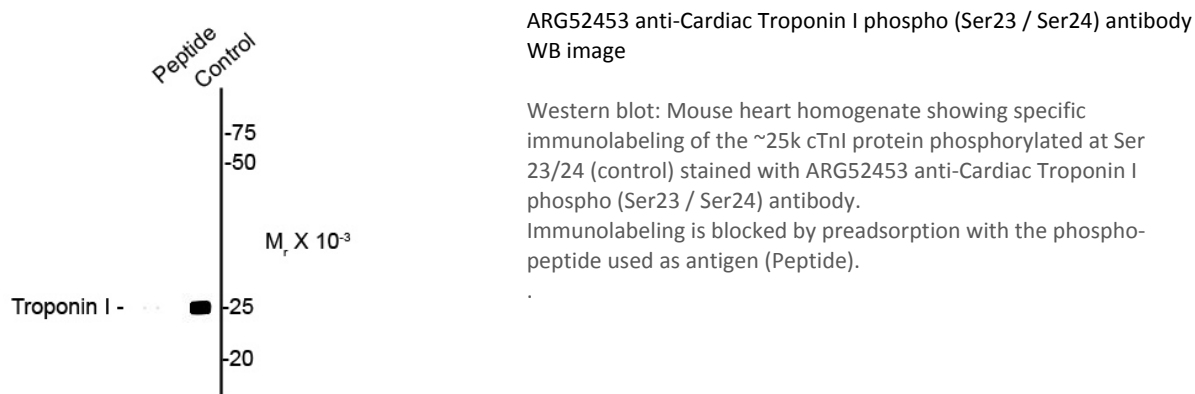 Peptide
Control
-75
-50
Mr X 10-3
Troponin I -
-25
-20
ARG52453 anti-Cardiac Troponin I phospho (Ser23 / Ser24) antibody
WB image
Western blot: Mouse heart homogenate showing specific
immunolabeling of the ~25k cTnI protein phosphorylated at Ser
23/24 (control) stained with ARG52453 anti-Cardiac Troponin I
phospho (Ser23 / Ser24) antibody.
Immunolabeling is blocked by preadsorption with the phospho-
peptide used as antigen (Peptide).
.